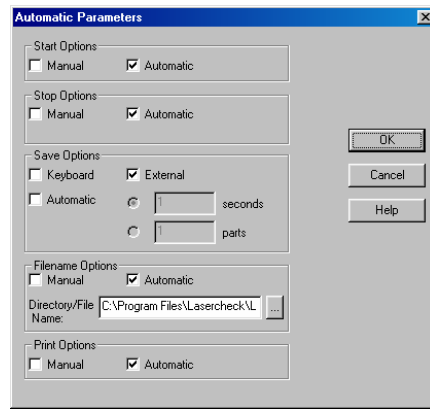 Automatic Parameters
Start Options
Manual Automatic
Stop Options
Manual Automatic
OK
Save Options
Keyboard External
Cancel
Automatic 1 seconds
Help
1 parts
Filename Options
Manual Automatic
Directory/File Name: C:\Program Files\Lasercheck\L ...
Print Options
Manual Automatic